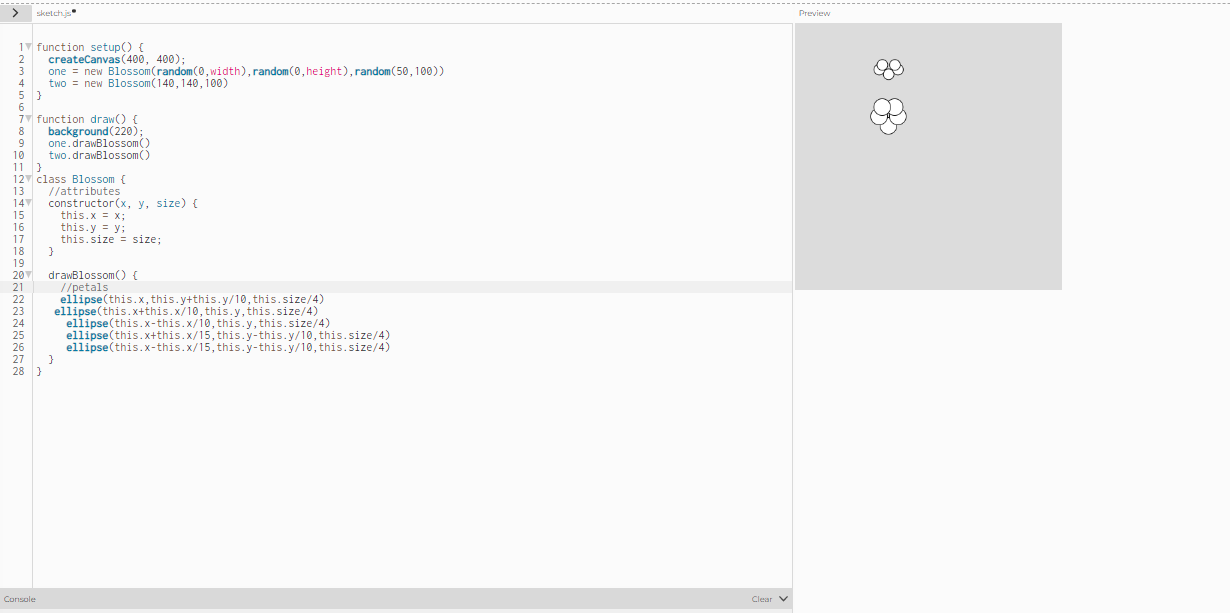 > sketch.js●
Preview
1 function setup() {
2 createCanvas(400, 400);
3 one = new Blossom(random(0,width),random(0,height),random(50,100))
4 two = new Blossom(140,140,100)
5 }
6
7 function draw() {
8 background(220);
9 one.drawBlossom()
10 two.drawBlossom()
11 }
12 class Blossom {
13 //attributes
14 constructor(x, y, size) {
15 this.x = x;
16 this.y = y;
17 this.size = size;
18 }
19
20 drawBlossom() {
21 //petals
22 ellipse(this.x,this.y+this.y/10,this.size/4)
23 ellipse(this.x+this.x/10,this.y,this.size/4)
24 ellipse(this.x-this.x/10,this.y,this.size/4)
25 ellipse(this.x+this.x/15,this.y-this.y/10,this.size/4)
26 ellipse(this.x-this.x/15,this.y-this.y/10,this.size/4)
27 }
28 }
Console
Clear